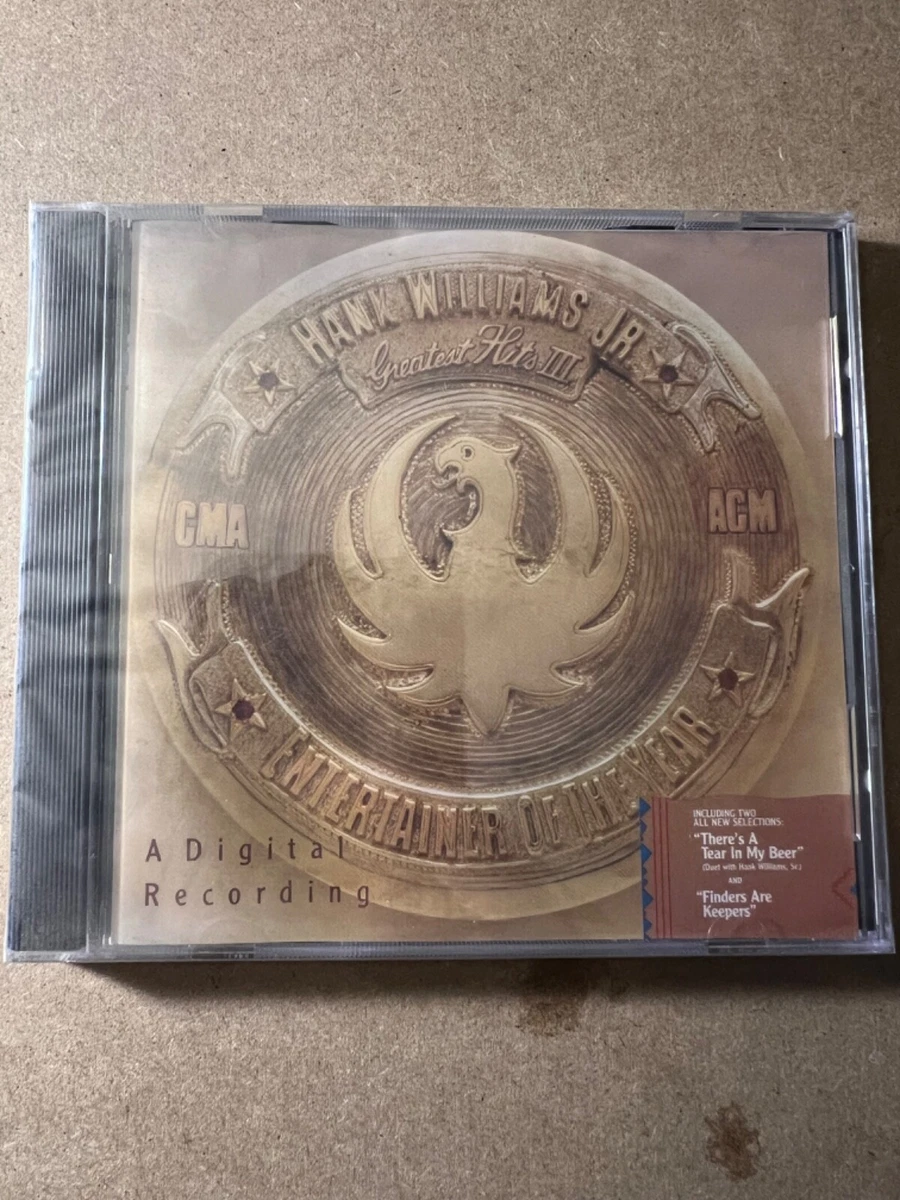 HANK WILLIAMS JR.
Greatest Hits III
CMA
ACM
ENTERTAINER OF THE YEAR
A Digital
Recording
INCLUDING TWO
ALL NEW SELECTIONS:
"There's A
Tear In My Beer"
(Duet with Hank Williams, Sr.)
AND
"Finders Are
Keepers"